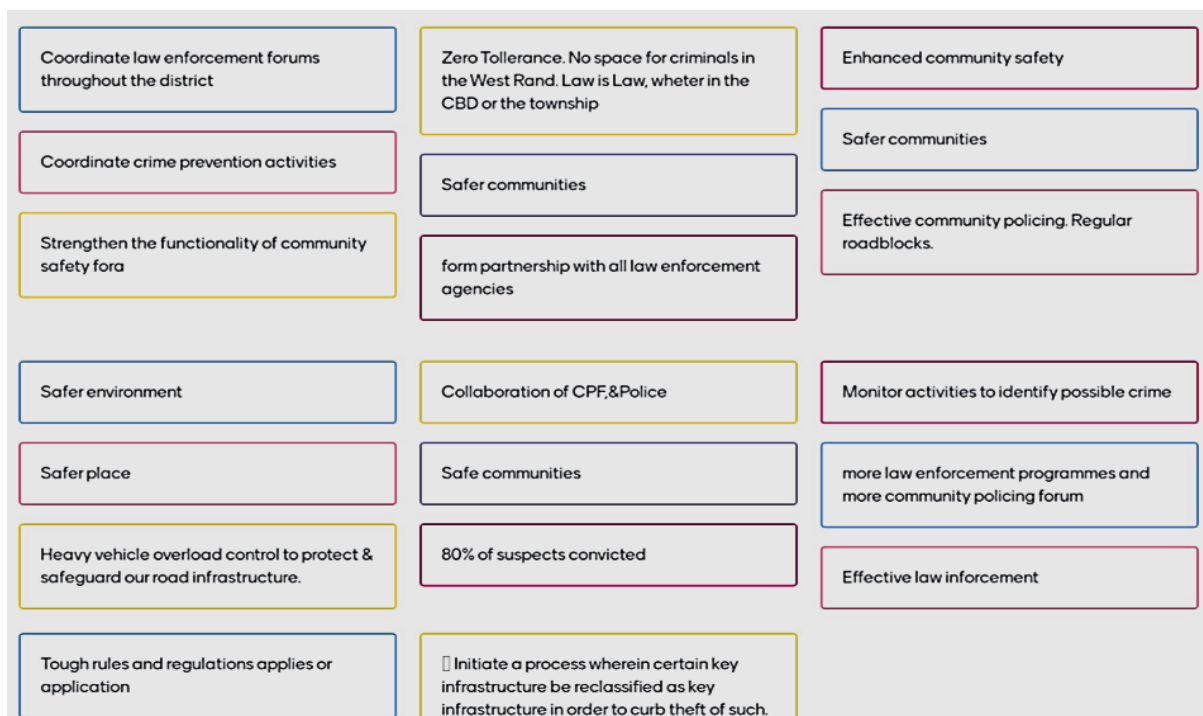 Coordinate law enforcement forums
throughout the district
Coordinate crime prevention activities
Strengthen the functionality of community
safety fora
Zero Tollerance. No space for criminals in
the West Rand. Law is Law, wheter in the
CBD or the township
Safer communities
form partnership with all law enforcement
agencies
Enhanced community safety
Safer communities
Effective community policing. Regular
roadblocks.
Safer environment
Safer place
Heavy vehicle overload control to protect &
safeguard our road infrastructure.
Collaboration of CPF,&Police
Safe communities
80% of suspects convicted
Monitor activities to identify possible crime
more law enforcement programmes and
more community policing forum
Effective law inforcement
Tough rules and regulations applies or
application
Initiate a process wherein certain key
infrastructure be reclassified as key
infrastructure in order to curb theft of such.